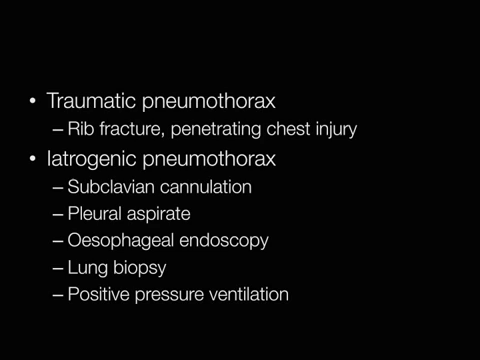 • Traumatic pneumothorax
– Rib fracture, penetrating chest injury
• Iatrogenic pneumothorax
– Subclavian cannulation
– Pleural aspirate
– Oesophageal endoscopy
– Lung biopsy
– Positive pressure ventilation